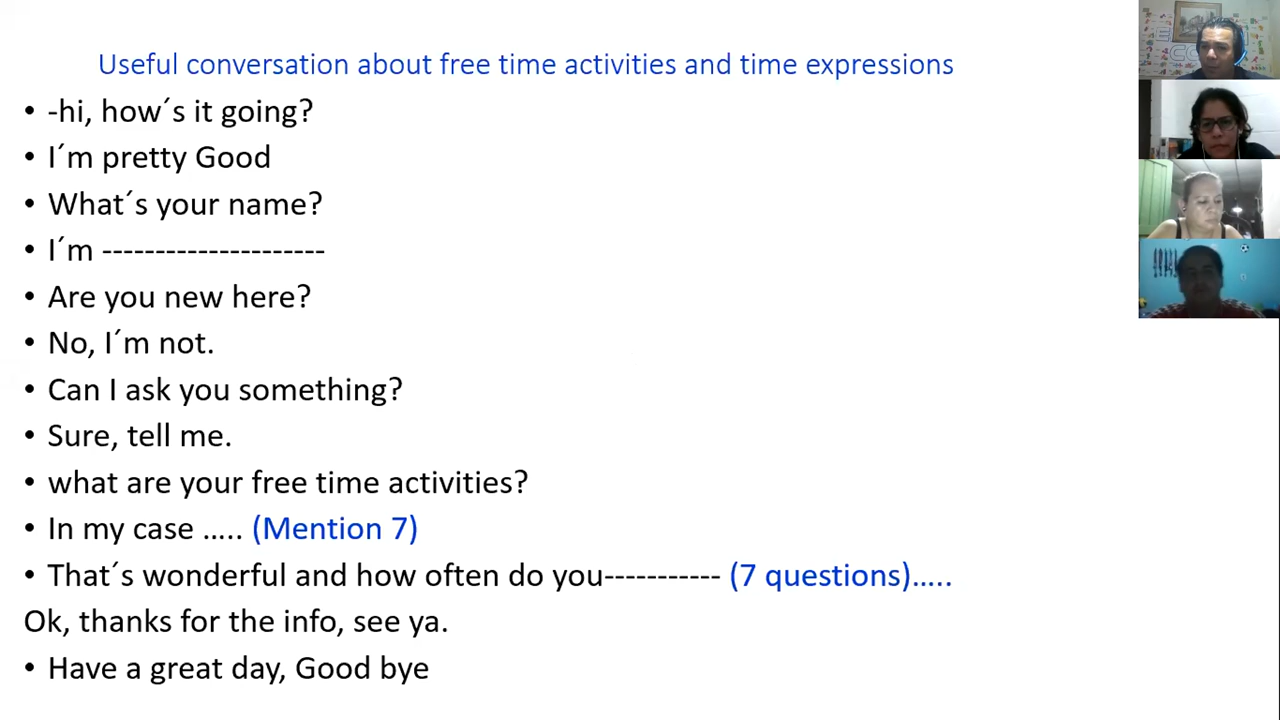 Useful conversation about free time activities and time expressions
• -hi, how´s it going?
• I´m pretty Good
• What´s your name?
• I´m ---------------------
• Are you new here?
• No, I´m not.
• Can I ask you something?
• Sure, tell me.
• what are your free time activities?
• In my case ….. (Mention 7)
• That´s wonderful and how often do you----------- (7 questions)…..
Ok, thanks for the info, see ya.
• Have a great day, Good bye